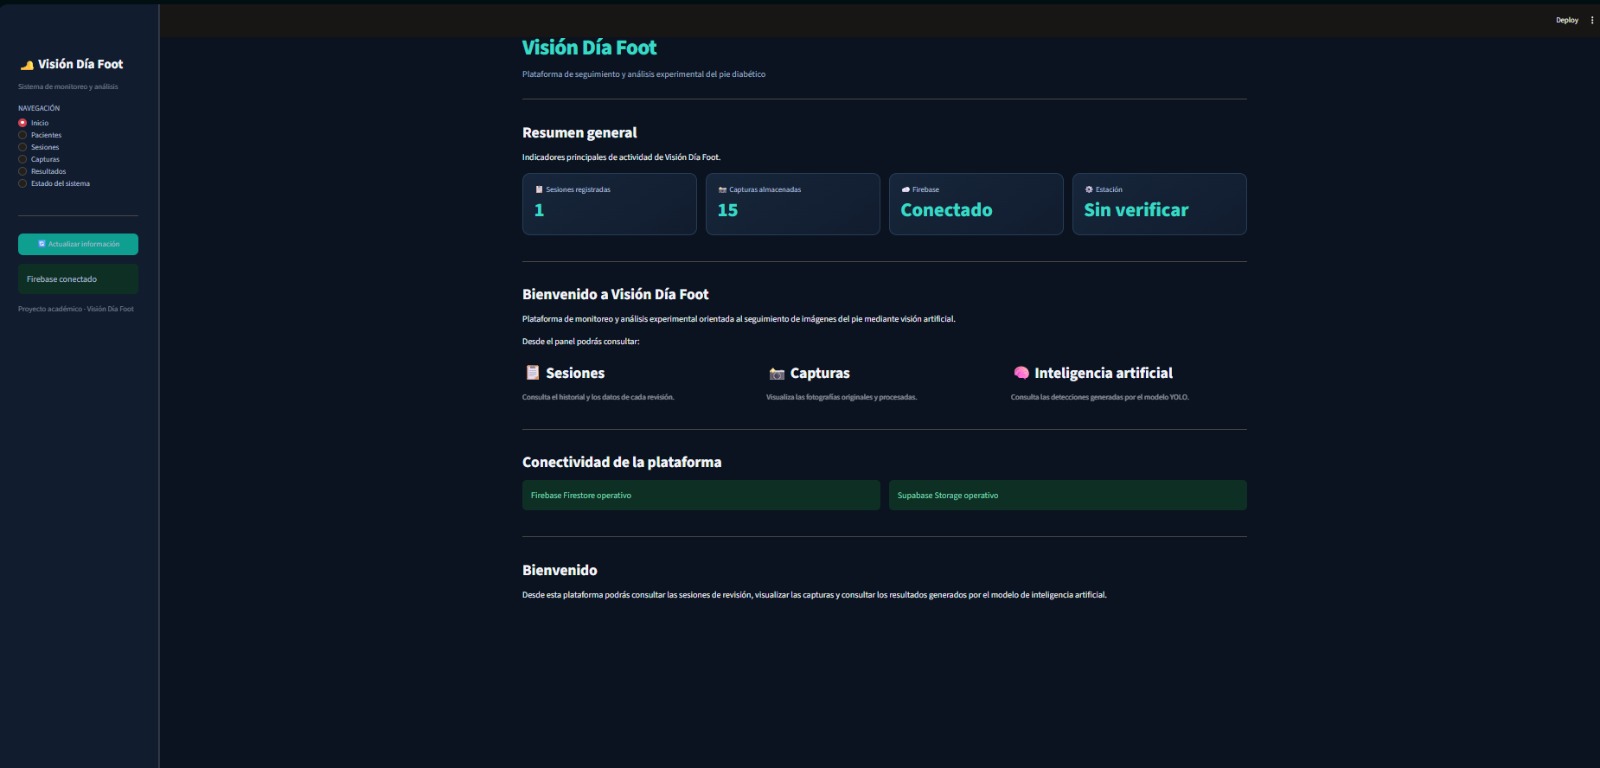 Deploy
Visión Día Foot
Sistema de monitoreo y análisis
NAVEGACIÓN
Inicio
Pacientes
Sesiones
Capturas
Resultados
Estado del sistema
Actualizar información
Firebase conectado
Proyecto académico · Visión Día Foot
Visión Día Foot
Plataforma de seguimiento y análisis experimental del pie diabético
Resumen general
Indicadores principales de actividad de Visión Día Foot.
Sesiones registradas
1
Capturas almacenadas
15
Firebase
Conectado
Estación
Sin verificar
Bienvenido a Visión Día Foot
Plataforma de monitoreo y análisis experimental orientada al seguimiento de imágenes del pie mediante visión artificial.
Desde el panel podrás consultar:
Sesiones
Consulta el historial y los datos de cada revisión.
Capturas
Visualiza las fotografías originales y procesadas.
Inteligencia artificial
Consulta las detecciones generadas por el modelo YOLO.
Conectividad de la plataforma
Firebase Firestore operativo
Supabase Storage operativo
Bienvenido
Desde esta plataforma podrás consultar las sesiones de revisión, visualizar las capturas y consultar los resultados generados por el modelo de inteligencia artificial.